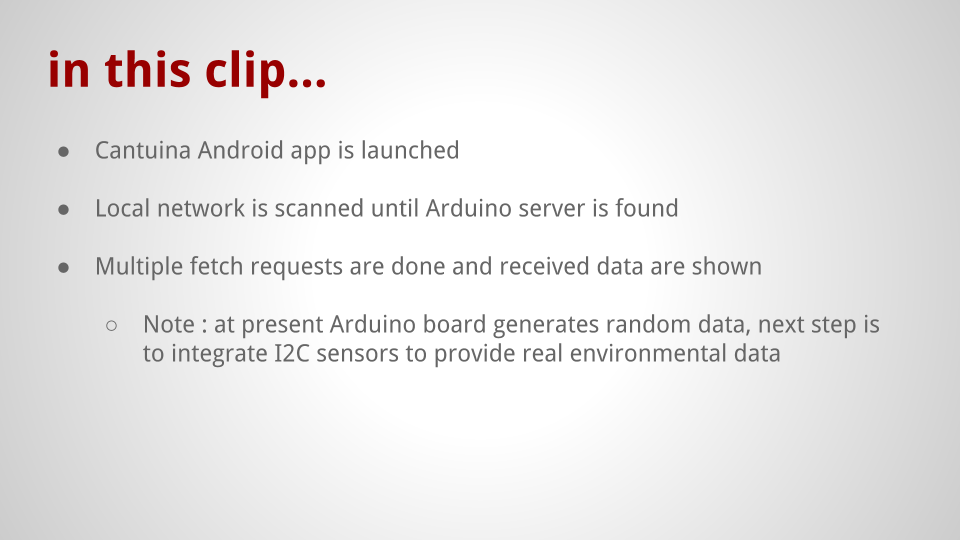 in this clip...
● Cantuina Android app is launched
● Local network is scanned until Arduino server is found
● Multiple fetch requests are done and received data are shown
○ Note : at present Arduino board generates random data, next step is
to integrate I2C sensors to provide real environmental data